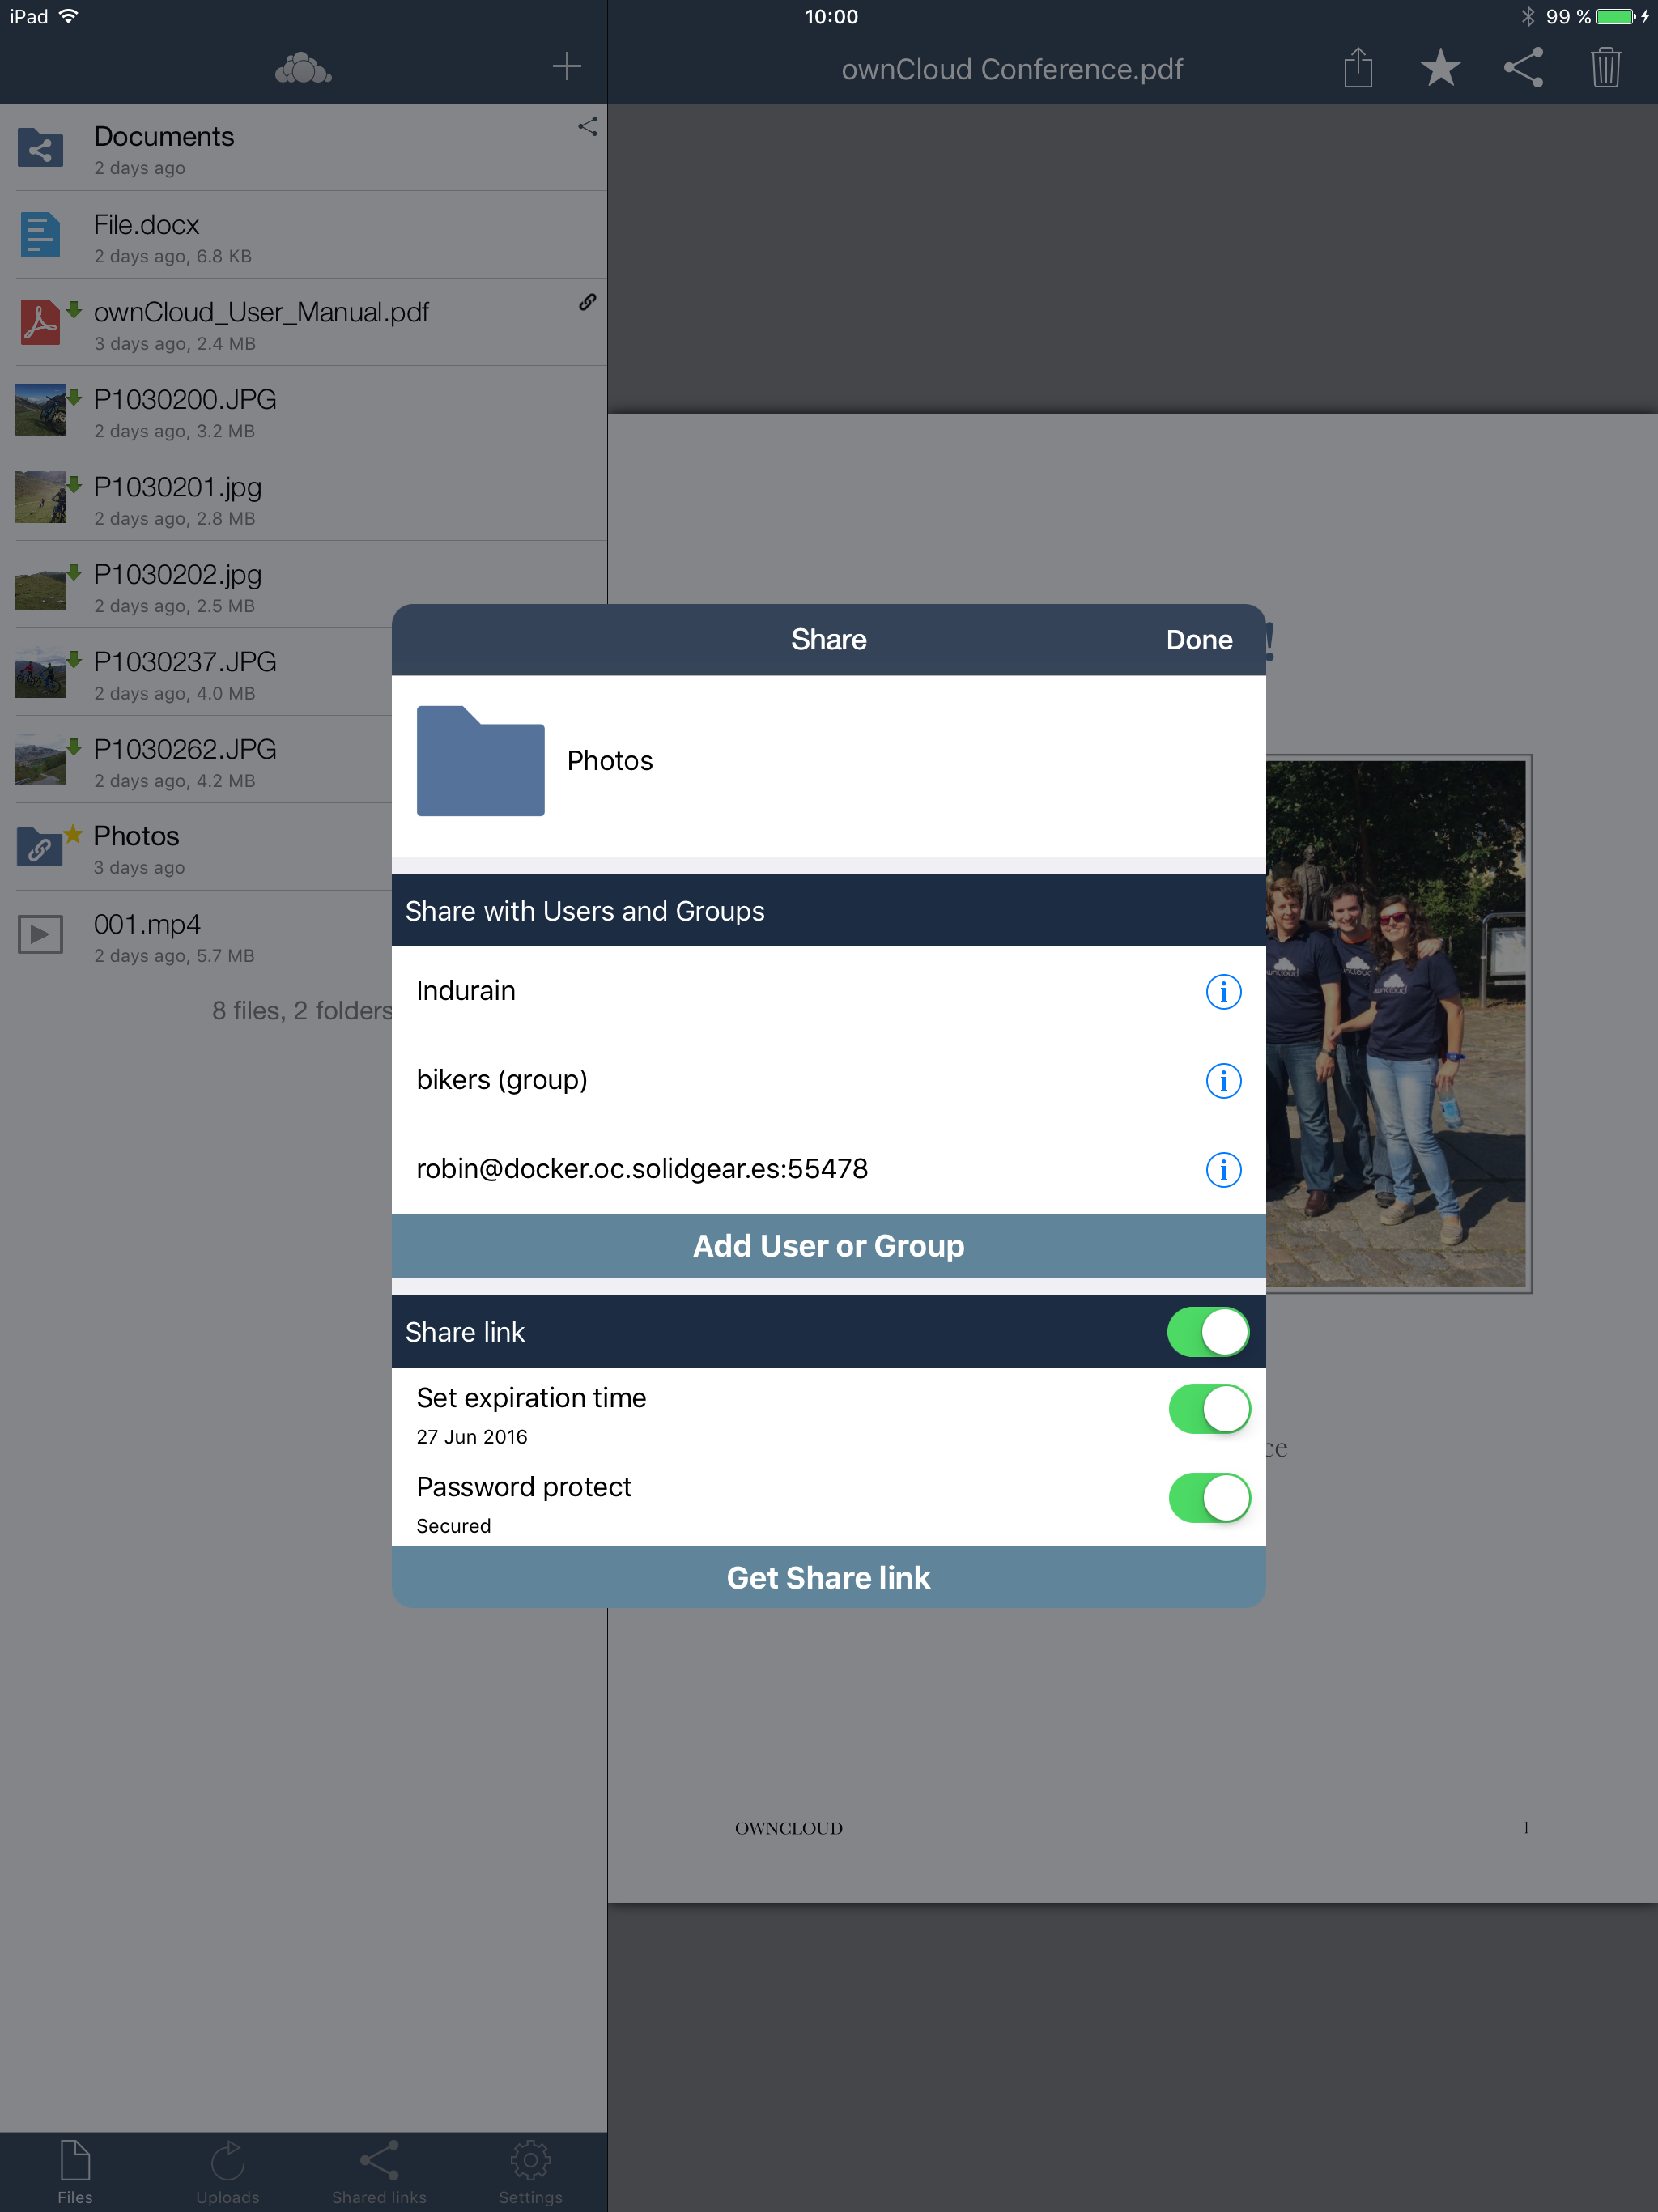 iPad
10:00
99 %
ownCloud Conference.pdf
Documents
2 days ago
File.docx
2 days ago, 6.8 KB
ownCloud_User_Manual.pdf
3 days ago, 2.4 MB
P1030200.JPG
2 days ago, 3.2 MB
P1030201.jpg
2 days ago, 2.8 MB
P1030202.jpg
2 days ago, 2.5 MB
P1030237.JPG
2 days ago, 4.0 MB
P1030262.JPG
2 days ago, 4.2 MB
Photos
3 days ago
001.mp4
2 days ago, 5.7 MB
8 files, 2 folders
Share
Done
!
Photos
Share with Users and Groups
Indurain
bikers (group)
robin@docker.oc.solidgear.es:55478
Add User or Group
Share link
Set expiration time
27 Jun 2016
Password protect
Secured
Get Share link
ce
OWNCLOUD
1
Files
Uploads
Shared links
Settings